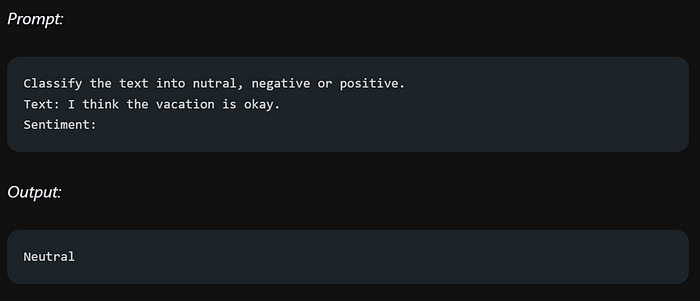 Prompt:
Classify the text into nutral, negative or positive.
Text: I think the vacation is okay.
Sentiment:
Output:
Neutral